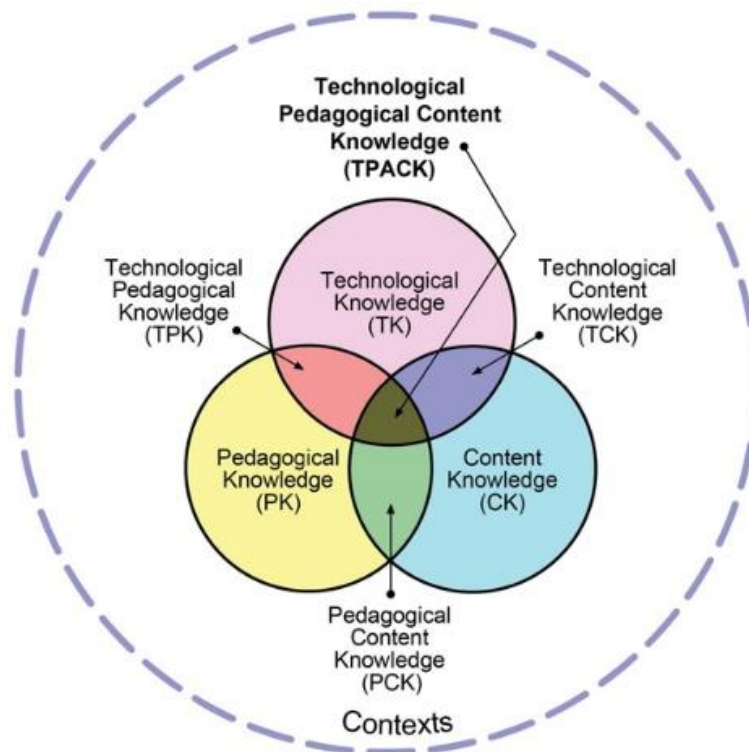 Technological
Pedagogical Content
Knowledge
(TPACK)
Technological
Pedagogical
Knowledge
(TPK)
Technological
Knowledge
(TK)
Technological
Content
Knowledge
(TCK)
Pedagogical
Knowledge
(PK)
Content
Knowledge
(CK)
Pedagogical
Content
Knowledge
(PCK)
Contexts